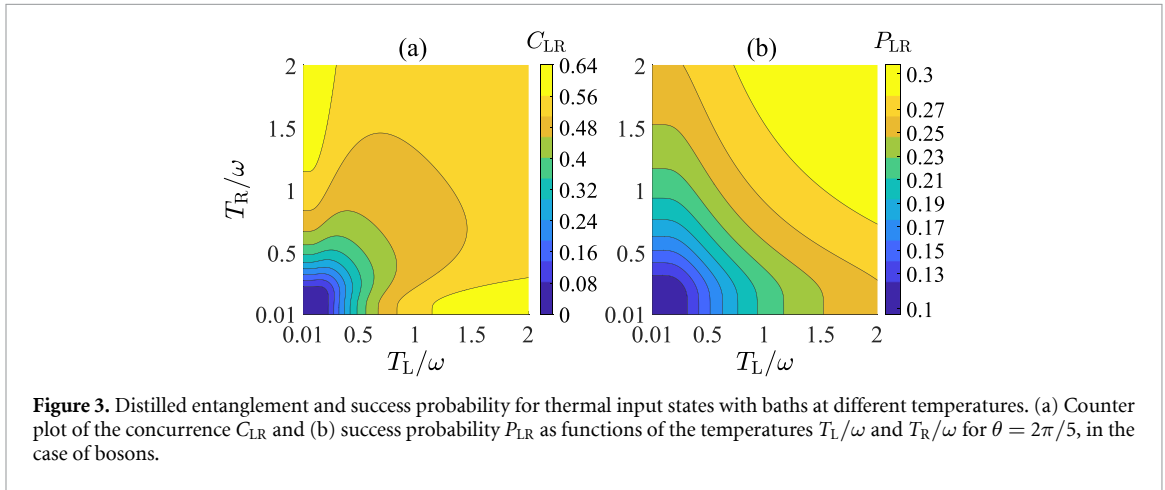 (a)
C_LR
(b)
P_LR
2
1.5
1
0.5
0.01
T_R/ω
0.01 0.5 1 1.5 2
T_L/ω
0.64
0.56
0.48
0.4
0.32
0.24
0.16
0.08
0
2
1.5
1
0.5
0.01
0.01 0.5 1 1.5 2
T_L/ω
0.3
0.27
0.25
0.23
0.21
0.19
0.17
0.15
0.13
0.1
Figure 3. Distilled entanglement and success probability for thermal input states with baths at different temperatures. (a) Counter
plot of the concurrence C_LR and (b) success probability P_LR as functions of the temperatures T_L/ω and T_R/ω for θ = 2π/5, in the
case of bosons.